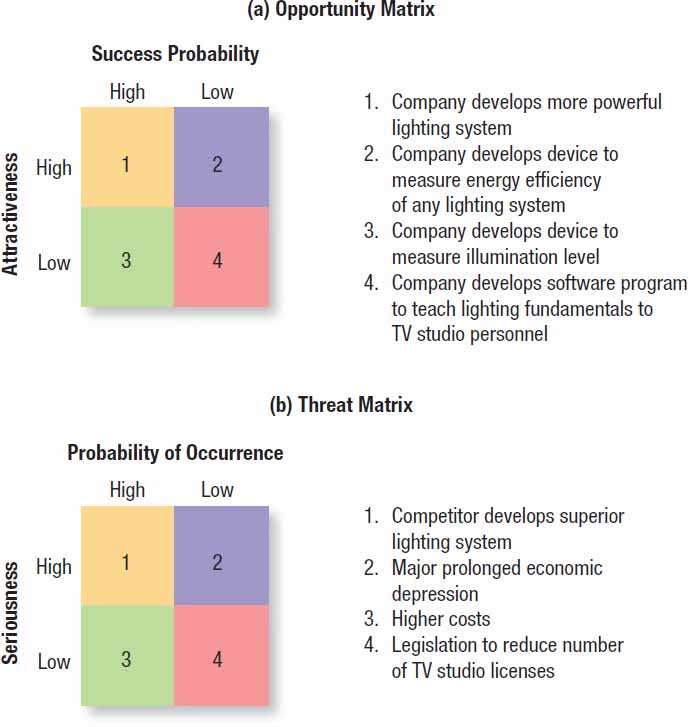 (a) Opportunity Matrix
Success Probability
High Low
Attractiveness
High 1 2
Low 3 4
1. Company develops more powerful
lighting system
2. Company develops device to
measure energy efficiency
of any lighting system
3. Company develops device to
measure illumination level
4. Company develops software program
to teach lighting fundamentals to
TV studio personnel
(b) Threat Matrix
Probability of Occurrence
High Low
Seriousness
High 1 2
Low 3 4
1. Competitor develops superior
lighting system
2. Major prolonged economic
depression
3. Higher costs
4. Legislation to reduce number
of TV studio licenses